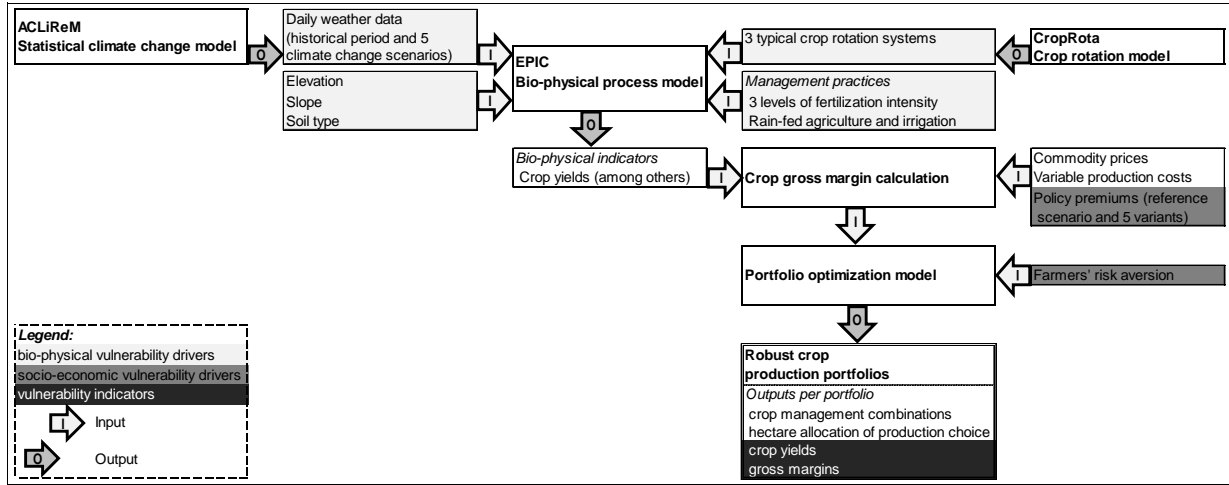 ACLiReM
Statistical climate change model
O
Daily weather data
(historical period and 5
climate change scenarios)
I
Elevation
Slope
Soil type
I
EPIC
Bio-physical process model
I
3 typical crop rotation systems
O
CropRota
Crop rotation model
I
Management practices
3 levels of fertilization intensity
Rain-fed agriculture and irrigation
O
Bio-physical indicators
Crop yields (among others)
I
Crop gross margin calculation
I
Commodity prices
Variable production costs
Policy premiums (reference
scenario and 5 variants)
I
Portfolio optimization model
I
Farmers' risk aversion
O
Robust crop
production portfolios
Outputs per portfolio
crop management combinations
hectare allocation of production choice
crop yields
gross margins
Legend:
bio-physical vulnerability drivers
socio-economic vulnerability drivers
vulnerability indicators
I Input
O Output